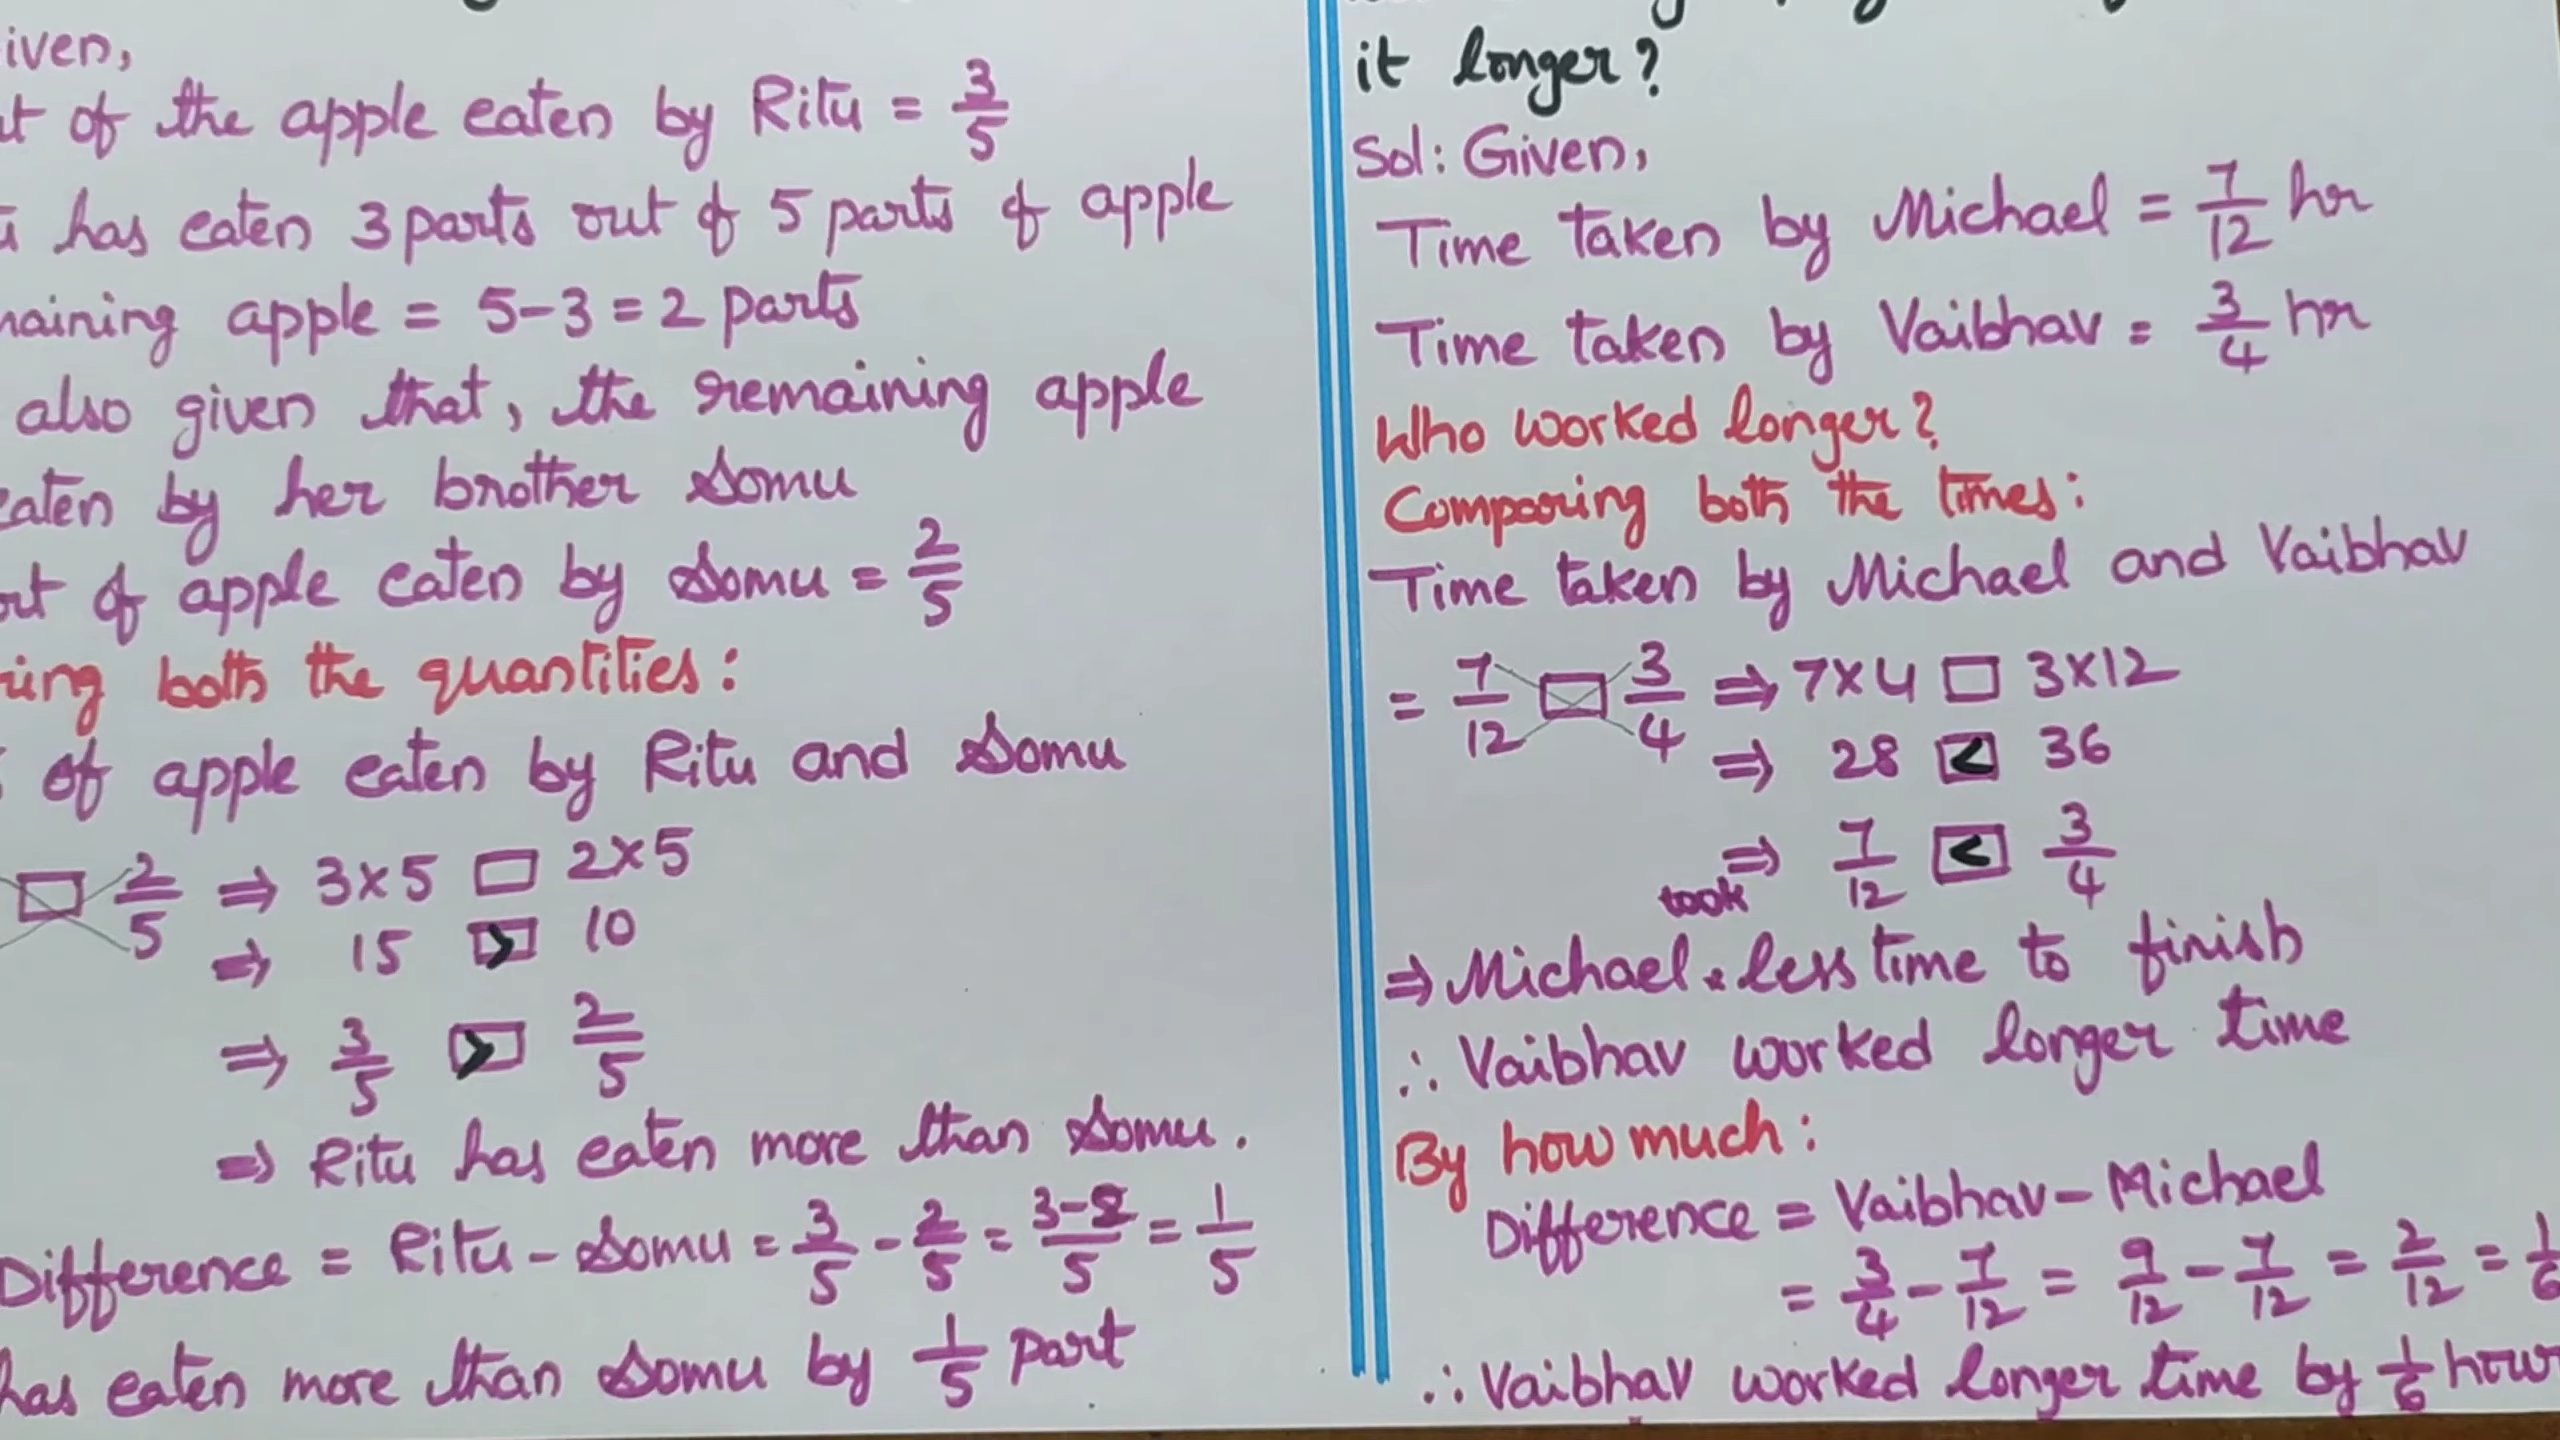 iven,
of the apple eaten by Ritu = 3/5
has eaten 3 parts out of 5 parts of apple
maining apple = 5-3 = 2 parts
also given that, the remaining apple
eaten by her brother Somu
of apple eaten by Somu = 2/5
ring both the quantities:
of apple eaten by Ritu and Somu
□ 2/5 ⇒ 3×5 □ 2×5
⇒ 15 > 10
⇒ 3/5 > 2/5
⇒ Ritu has eaten more than Somu.
Difference = Ritu - Somu = 3/5 - 2/5 = 3-2/5 = 1/5
has eaten more than Somu by 1/5 part
it longer?
Sol: Given,
Time taken by Michael = 7/12 hr
Time taken by Vaibhav = 3/4 hr
Who worked longer?
Comparing both the times:
Time taken by Michael and Vaibhav
= 7/12 □ 3/4 ⇒ 7×4 □ 3×12
⇒ 28 < 36
⇒ 7/12 < 3/4
took
⇒ Michael less time to finish
∴ Vaibhav worked longer time
By how much:
Difference = Vaibhav - Michael
= 3/4 - 7/12 = 9/12 - 7/12 = 2/12 = 1/6
∴ Vaibhav worked longer time by 1/6 hour